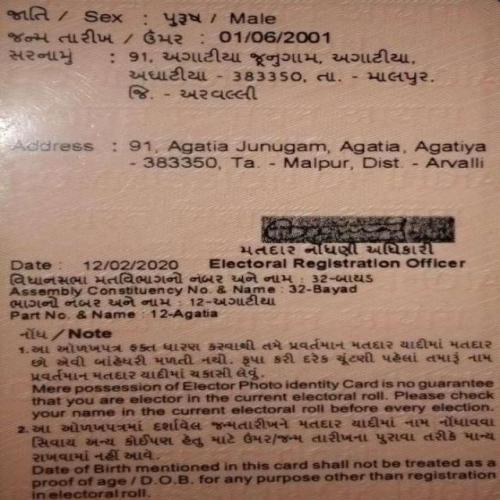 જાતિ / Sex : પુરૂષ / Male
જન્મ તારીખ / ઉંમર : 01/06/2001
સરનામું : 91, અગાટીયા જૂનુગામ, અગાટીયા,
અઘાટીયા - 383350, તા. - માલપુર.
જિ. - અરવલ્લી
Address : 91, Agatia Junugam, Agatia, Agatiya
- 383350, Ta. - Malpur, Dist. - Arvalli
મતદાર નોંધણી અધિકારી
Date : 12/02/2020 Electoral Registration Officer
વિધાનસભા મતવિભાગનો નંબર અને નામ : 32-બાયડ
Assembly Constituency No. & Name : 32-Bayad
ભાગનો નંબર અને નામ : 12-અગાટીયા
Part No. & Name : 12-Agatia
નોંધ / Note
1. આ ઓળખપત્ર ફક્ત ધારણ કરવાથી તમે પ્રવર્તમાન મતદાર યાદીમાં મતદાર
છો એવી બાંહેધરી મળતી નથી. કૃપા કરી દરેક ચૂંટણી પહેલાં તમારૂં નામ
પ્રવર્તમાન મતદાર યાદીમાં ચકાસી લેવું.
Mere possession of Elector Photo identity Card is no guarantee
that you are elector in the current electoral roll. Please check
your name in the current electoral roll before every election.
2. આ ઓળખપત્રમાં દર્શાવેલ જન્મતારીખને મતદાર યાદીમાં નામ નોંધાવવા
સિવાય અન્ય કોઈપણ હેતુ માટે ઉંમર/જન્મ તારીખના પુરાવા તરીકે માન્ય
રાખવામાં નહીં આવે.
Date of Birth mentioned in this card shall not be treated as a
proof of age / D.O.B. for any purpose other than registration
in electoral roll.